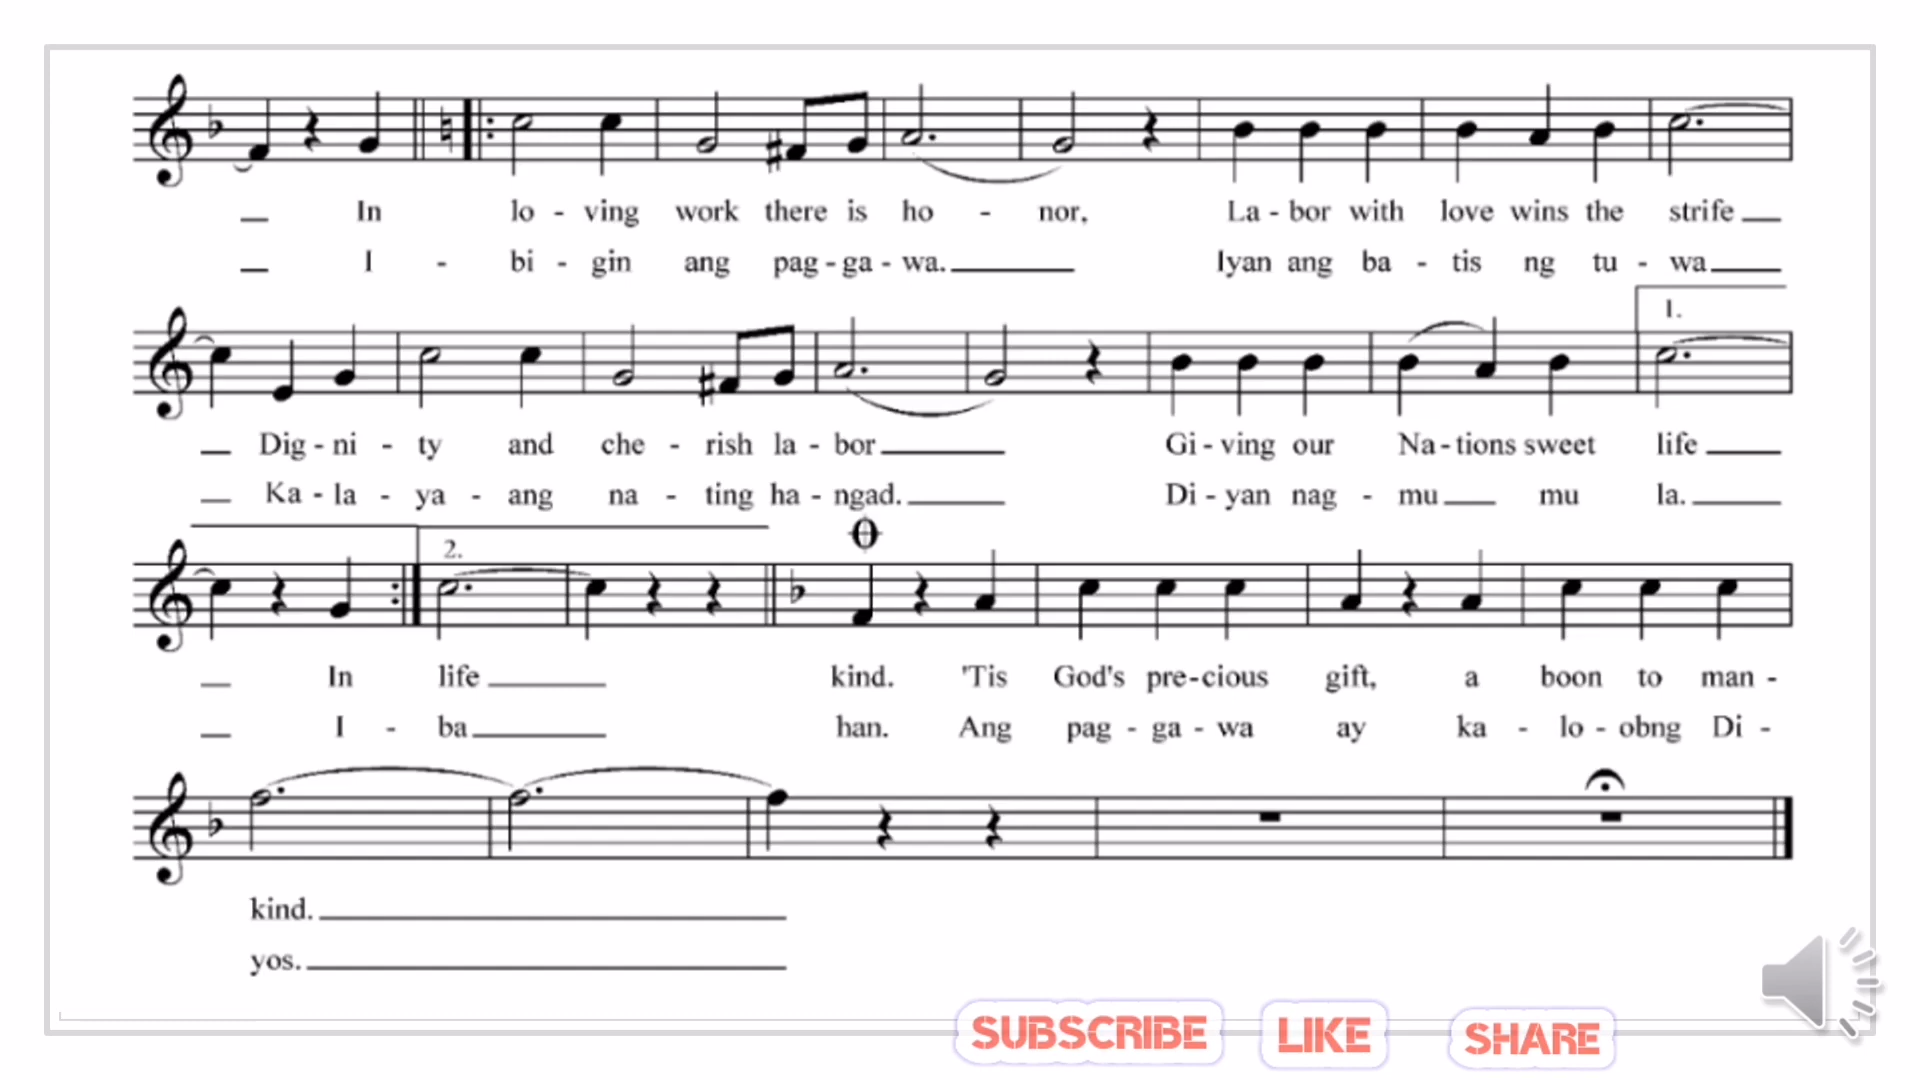 In lo - ving work there is ho - nor, La - bor with love wins the strife
I - bi - gin ang pag - ga - wa. Iyan ang ba - tis ng tu - wa
1.
Dig - ni - ty and che - rish la - bor Gi - ving our Na - tions sweet life
Ka - la - ya - ang na - ting ha - ngad. Di - yan nag - mu mu la.
2.
In life kind. 'Tis God's pre - cious gift, a boon to man -
I - ba han. Ang pag - ga - wa ay ka - lo - obng Di -
kind.
yos.
SUBSCRIBE LIKE SHARE